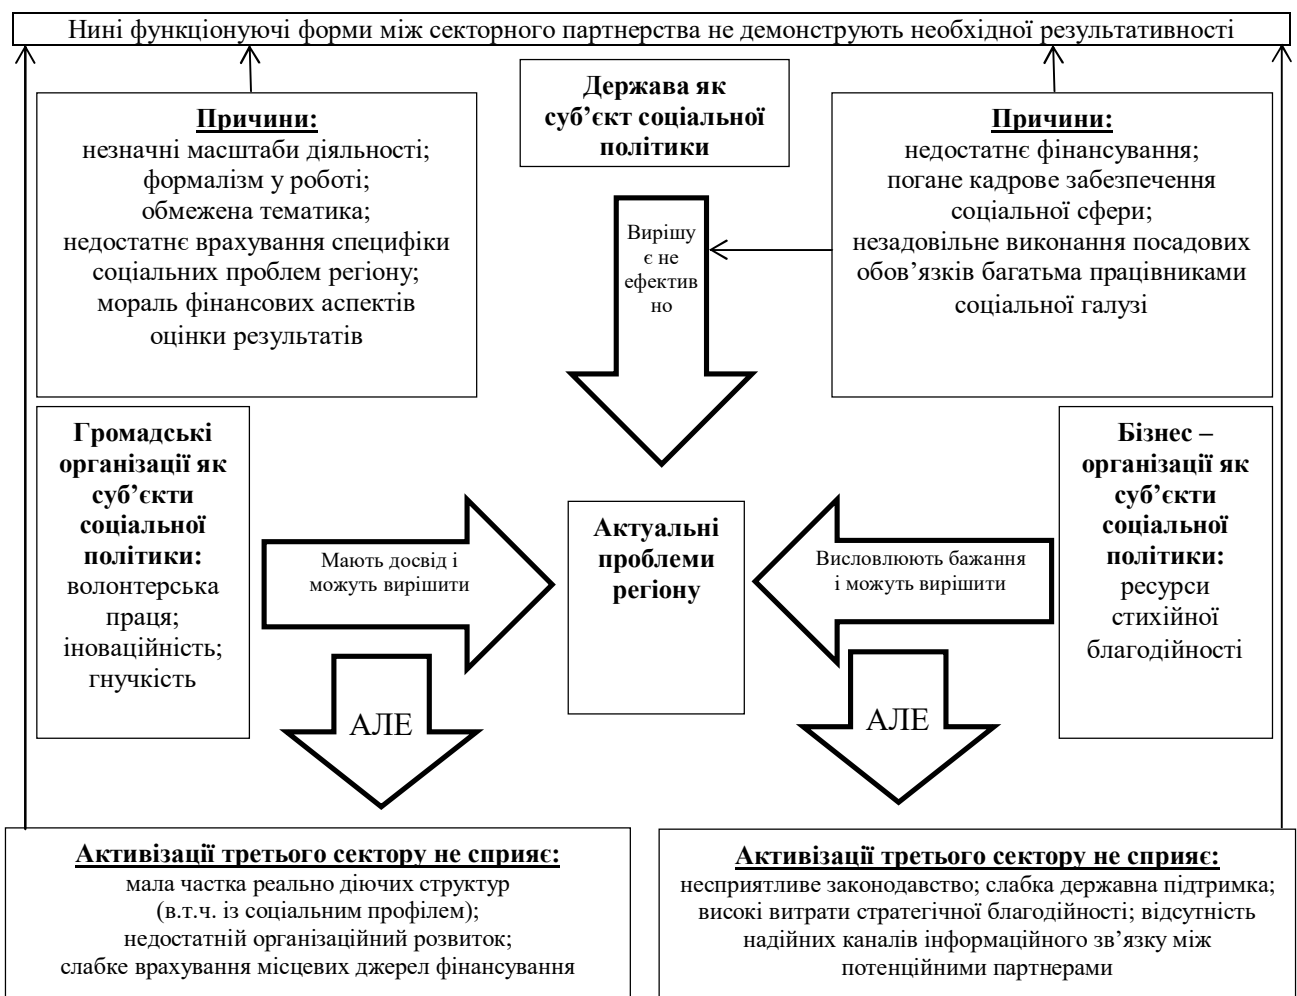 Нині функціонуючі форми між секторного партнерства не демонструють необхідної результативності
Причини:
незначні масштаби діяльності;
формалізм у роботі;
обмежена тематика;
недостатнє врахування специфіки
соціальних проблем регіону;
мораль фінансових аспектів
оцінки результатів
Держава як
суб’єкт соціальної
політики
Причини:
недостатнє фінансування;
погане кадрове забезпечення
соціальної сфери;
незадовільне виконання посадових
обов’язків багатьма працівниками
соціальної галузі
Вирішу
є не
ефектив
но
Громадські
організації як
суб’єкти
соціальної
політики:
волонтерська
праця;
іноваційність;
гнучкість
Мають досвід і
можуть вирішити
Актуальні
проблеми
регіону
Висловлюють бажання
і можуть вирішити
Бізнес –
організації як
суб’єкти
соціальної
політики:
ресурси
стихійної
благодійності
АЛЕ
АЛЕ
Активізації третього сектору не сприяє:
мала частка реально діючих структур
(в.т.ч. із соціальним профілем);
недостатній організаційний розвиток;
слабке врахування місцевих джерел фінансування
Активізації третього сектору не сприяє:
несприятливе законодавство; слабка державна підтримка;
високі витрати стратегічної благодійності; відсутність
надійних каналів інформаційного зв’язку між
потенційними партнерами